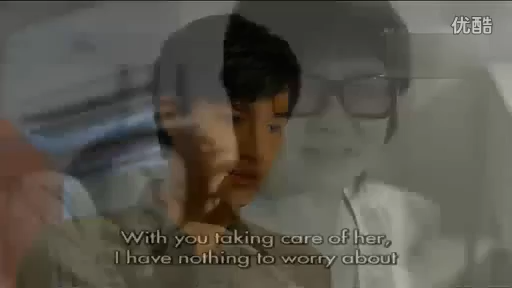 优酷
With you taking care of her,
I have nothing to worry about